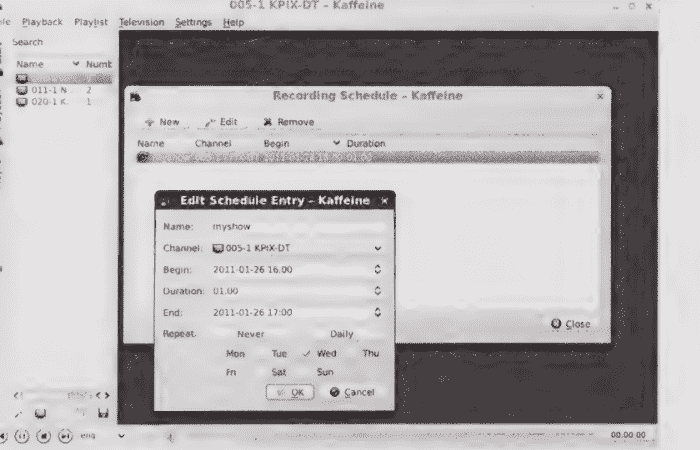 005-1 KPIX-DT – Kaffeine
Playback Playlist Television Settings Help
Search
Name Numb
011-1 N. 2
020-1 K. 1
Recording Schedule – Kaffeine
New Edit Remove
Name Channel Begin Duration
Edit Schedule Entry – Kaffeine
Name: myshow
Channel: 005-1 KPIX-DT
Begin: 2011-01-26 16.00
Duration: 01.00
End: 2011-01-26 17:00
Repeat. Never Daily
Mon Tue Wed Thu
Fri Sat Sun
OK Cancel
Close
eng 00.00 00